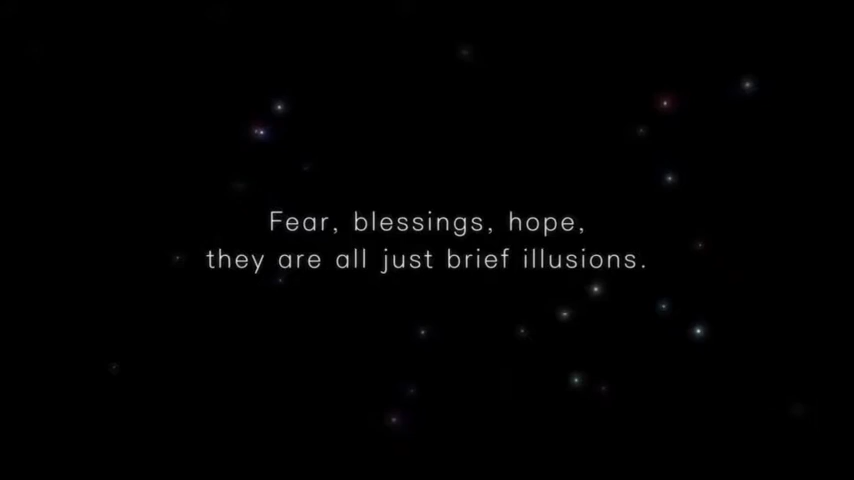 Fear, blessings, hope,
they are all just brief illusions.